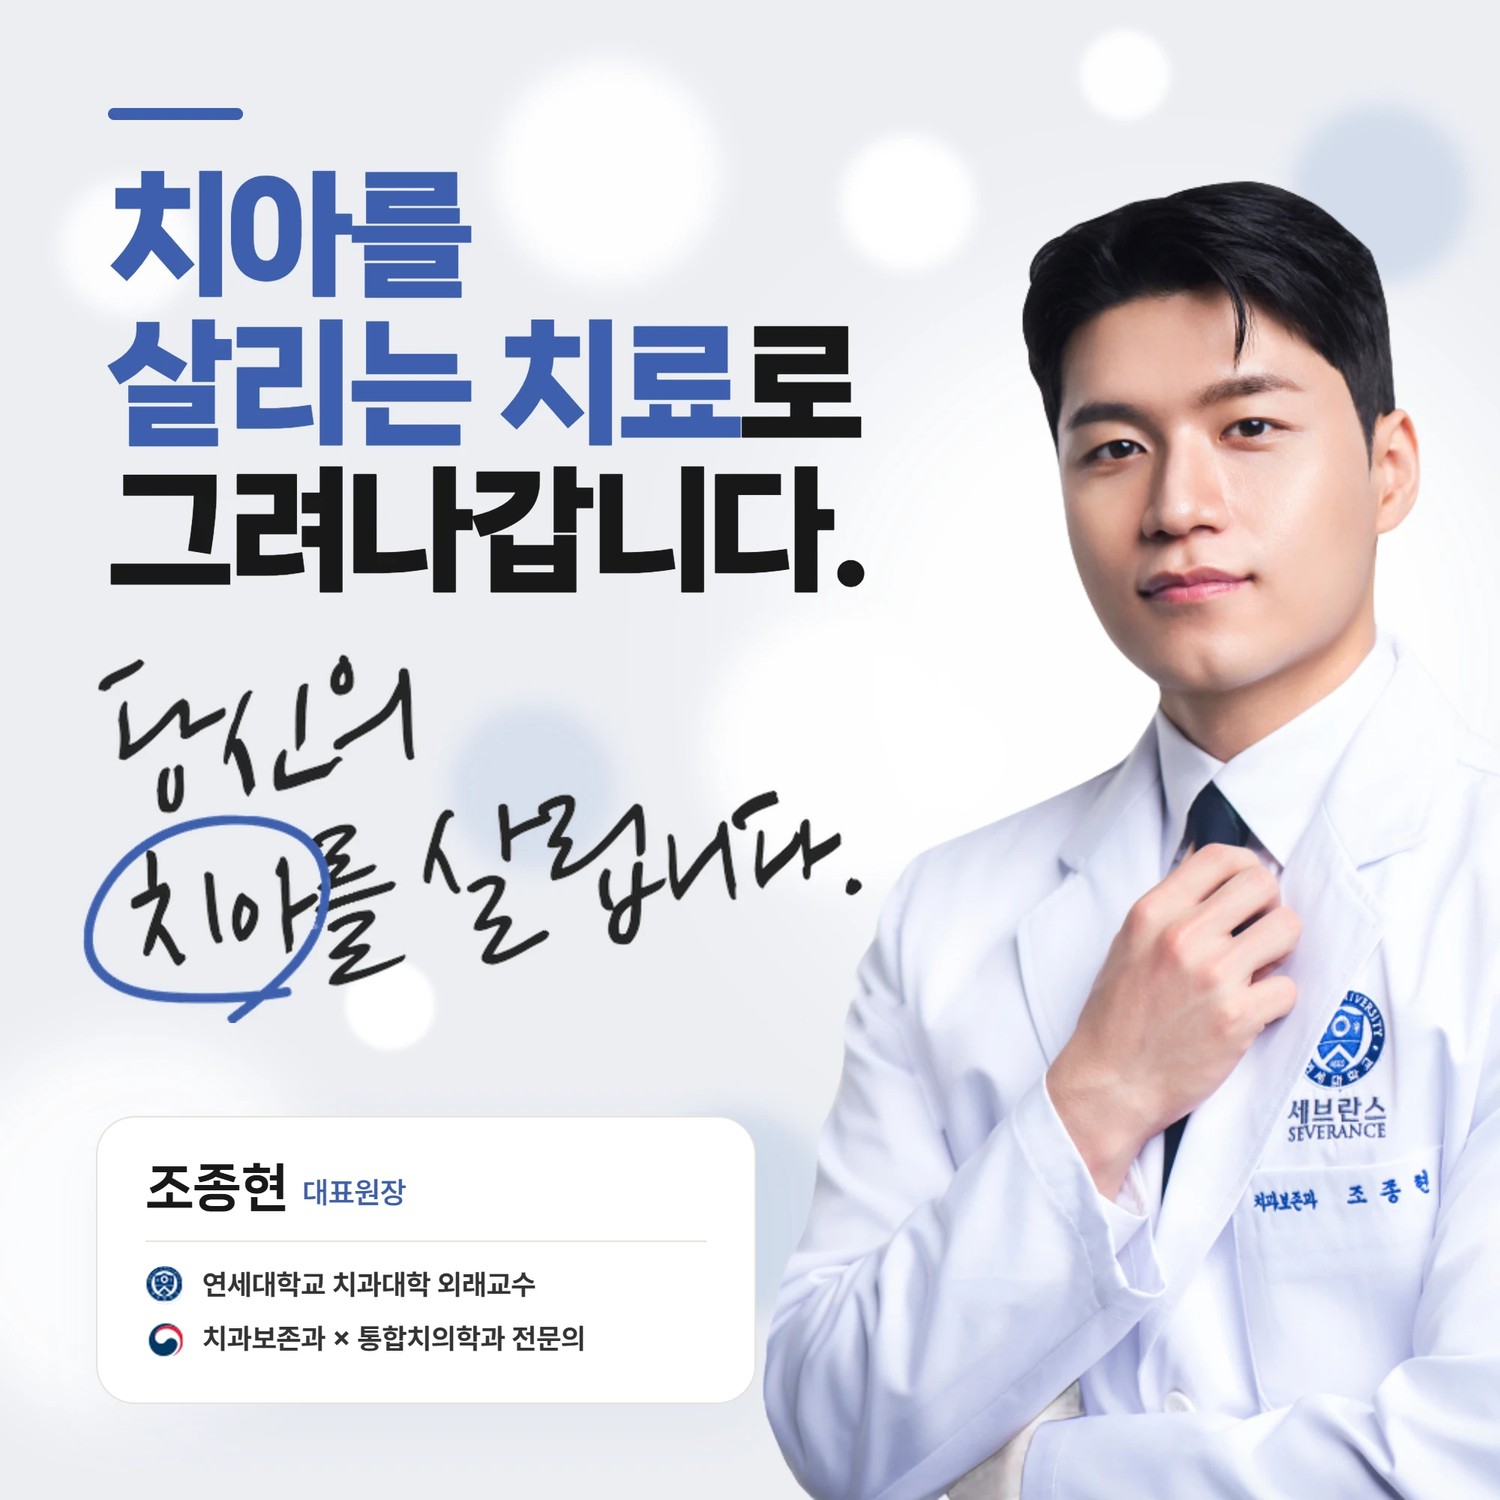 치아를
살리는 치료로
그려나갑니다.
당신의
치아를 살립니다.
조종현 대표원장
연세대학교 치과대학 외래교수
치과보존과 × 통합치의학과 전문의
세브란스
SEVERANCE
치과보존과 조종현